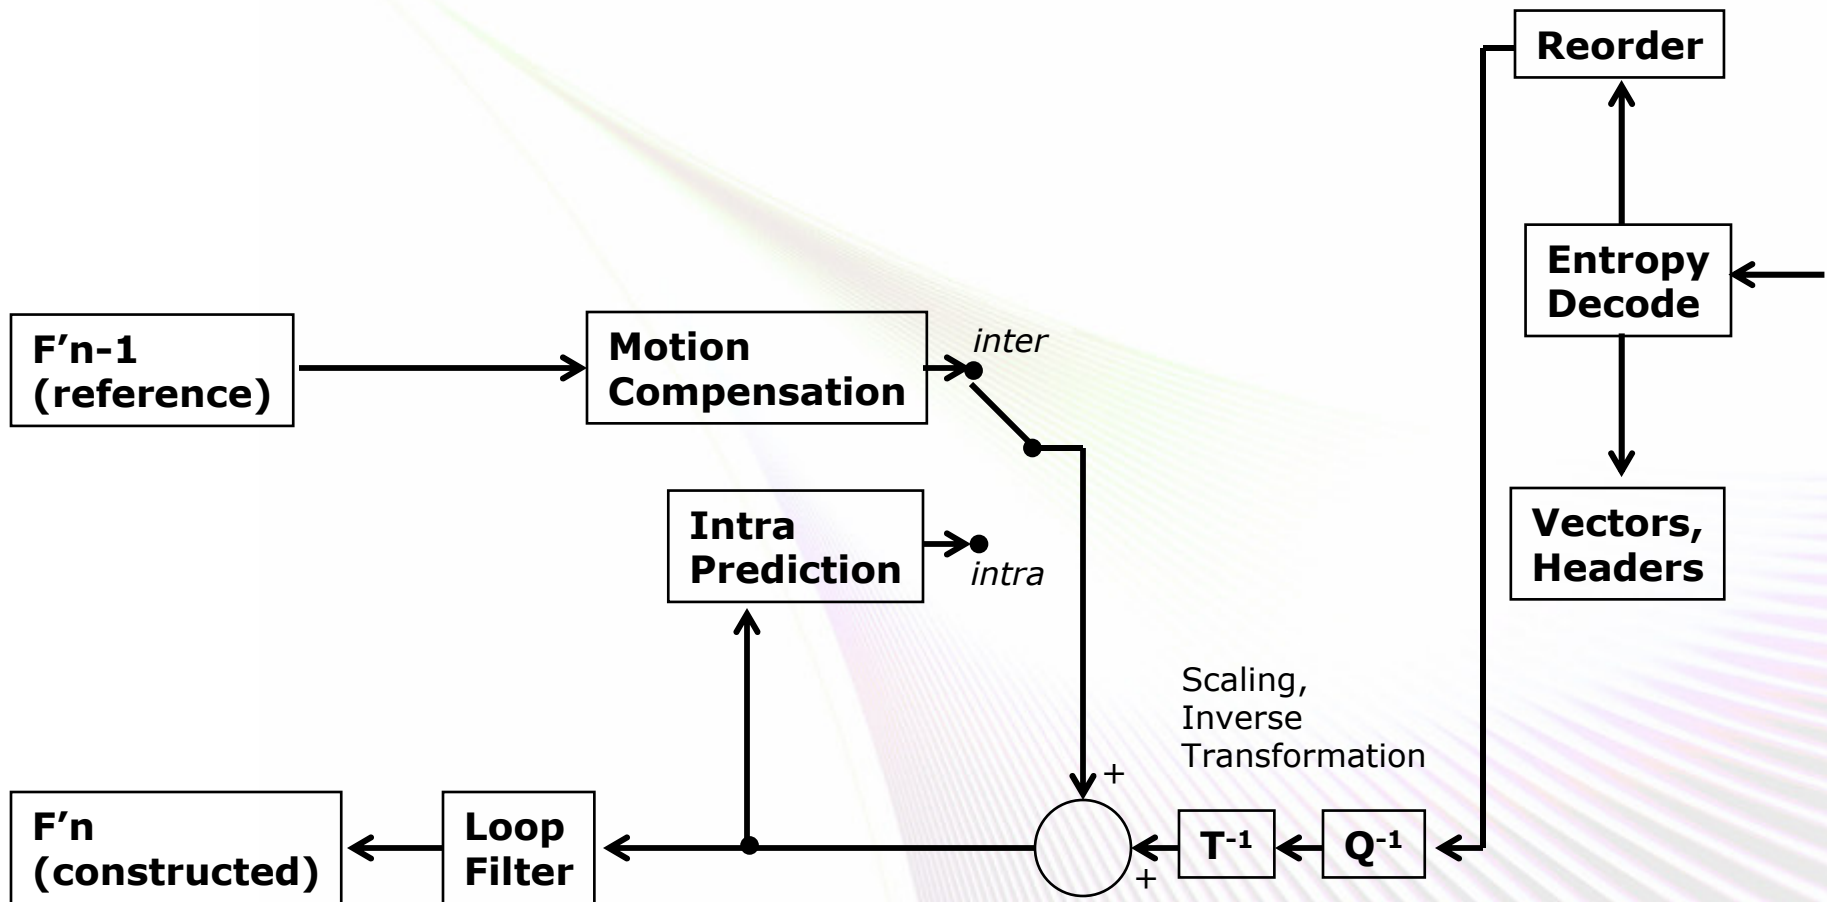 Reorder
Entropy
Decode
F’n-1
(reference)
Motion
Compensation
inter
Intra
Prediction
intra
Vectors,
Headers
Scaling,
Inverse
Transformation
+
F’n
(constructed)
Loop
Filter
+
T-1
Q-1